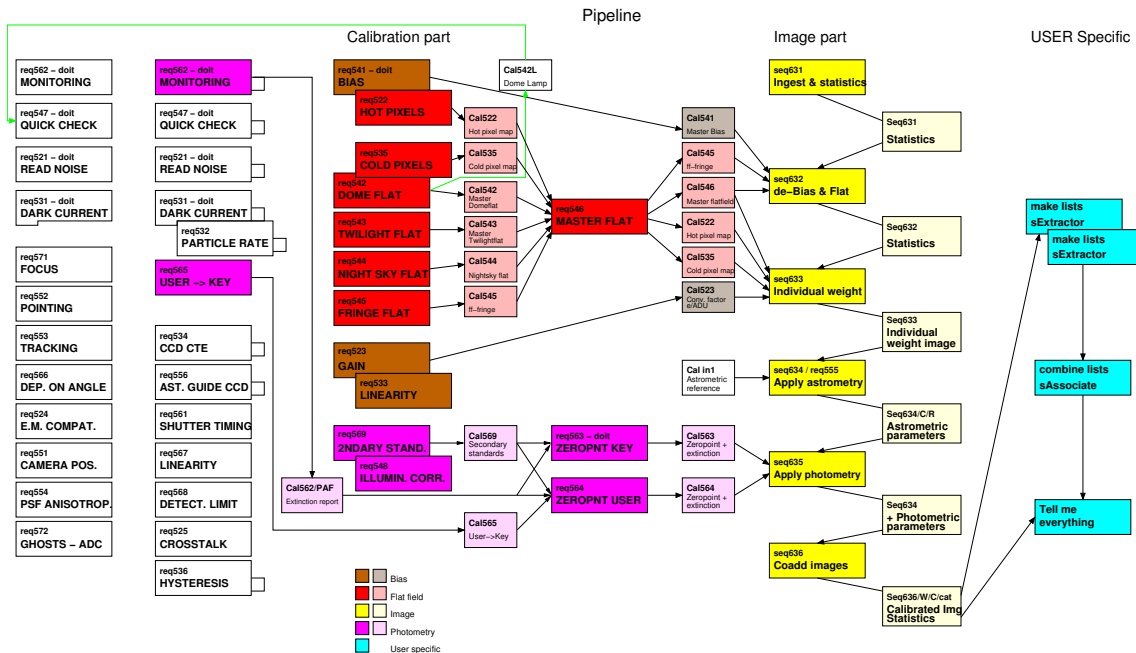 Pipeline
Calibration part
Image part
USER Specific
req562 − doit
MONITORING
req547 − doit
QUICK CHECK
req521 − doit
READ NOISE
req531 − doit
DARK CURRENT
req571
FOCUS
req552
POINTING
req553
TRACKING
req566
DEP. ON ANGLE
req524
E.M. COMPAT.
req551
CAMERA POS.
req554
PSF ANISOTROP.
req572
GHOSTS − ADC
req562 − doit
MONITORING
req547 − doit
QUICK CHECK
req521 − doit
READ NOISE
req531 − doit
DARK CURRENT
req532
PARTICLE RATE
req565
USER −> KEY
req534
CCD CTE
req556
AST. GUIDE CCD
req561
SHUTTER TIMING
req567
LINEARITY
req568
DETECT. LIMIT
req525
CROSSTALK
req536
HYSTERESIS
Cal562/PAF
Extinction report
req541 − doit
BIAS
req522
HOT PIXELS
req535
COLD PIXELS
req542
DOME FLAT
req543
TWILIGHT FLAT
req544
NIGHT SKY FLAT
req545
FRINGE FLAT
req523
GAIN
req533
LINEARITY
req569
2NDARY STAND.
req548
ILLUMIN. CORR.
Cal542L
Dome Lamp
Cal522
Hot pixel map
Cal535
Cold pixel map
Cal542
Master
Domeflat
Cal543
Master
Twilightflat
Cal544
Nightsky flat
Cal545
ff−fringe
Cal569
Secondary
standards
Cal565
User−>Key
req546
MASTER FLAT
req563 − doit
ZEROPNT KEY
req564
ZEROPNT USER
Cal541
Master Bias
Cal545
ff−fringe
Cal546
Master flatfield
Cal522
Hot pixel map
Cal535
Cold pixel map
Cal523
Conv. factor
e/ADU
Cal in1
Astrometric
reference
Cal563
Zeropoint +
extinction
Cal564
Zeropoint +
extinction
seq631
Ingest & statistics
Seq631
Statistics
seq632
de−Bias & Flat
Seq632
Statistics
seq633
Individual weight
Seq633
Individual
weight image
seq634 / req555
Apply astrometry
Seq634/C/R
Astrometric
parameters
seq635
Apply photometry
Seq634
+ Photometric
parameters
seq636
Coadd images
Seq636/W/C/cat
Calibrated Img
Statistics
make lists
sExtractor
make lists
sExtractor
combine lists
sAssociate
Tell me
everything
Bias
Flat field
Image
Photometry
User specific